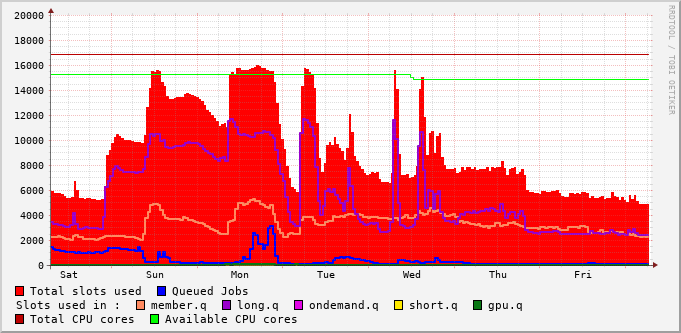 20000
18000
16000
14000
12000
10000
8000
6000
4000
2000
0
Sat Sun Mon Tue Wed Thu Fri
RRDTOOL / TOBI OETIKER
Total slots used Queued Jobs
Slots used in : member.q long.q ondemand.q short.q gpu.q
Total CPU cores Available CPU cores